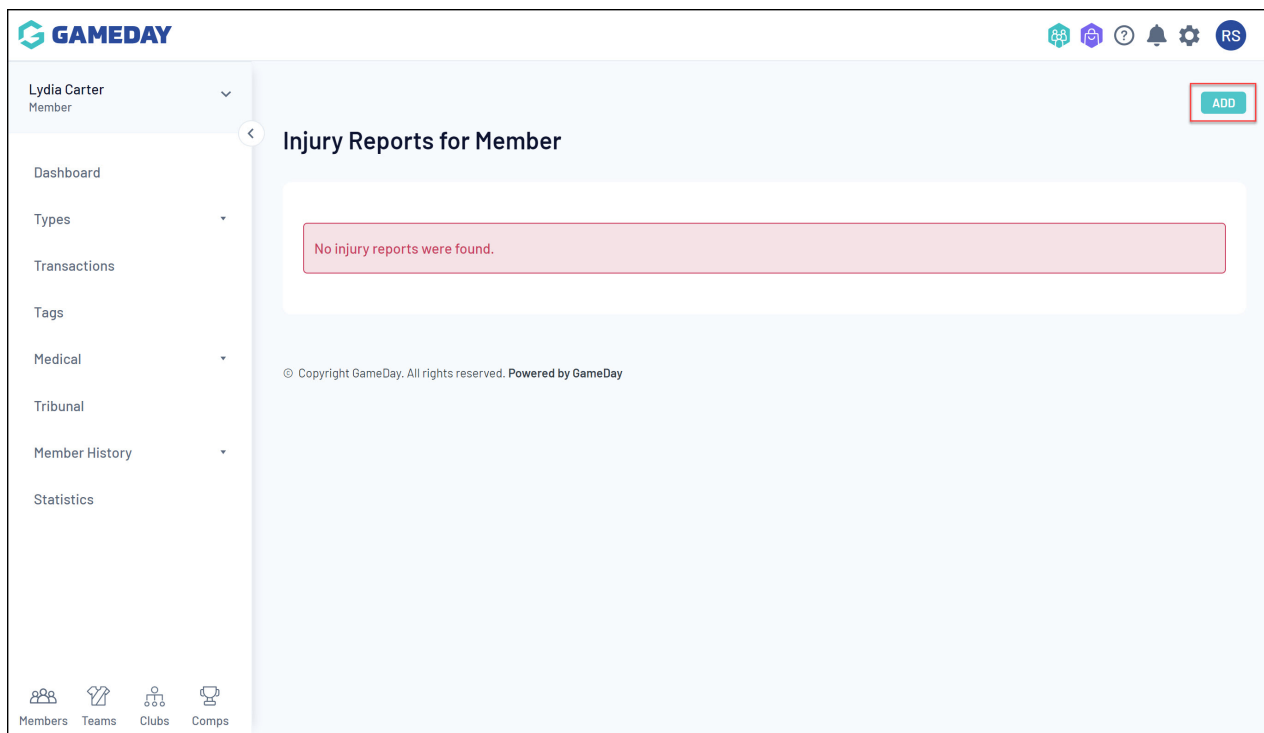 GAMEDAY
RS
Lydia Carter
Member
ADD
Injury Reports for Member
Dashboard
Types
Transactions
Tags
Medical
Tribunal
Member History
Statistics
No injury reports were found.
© Copyright GameDay. All rights reserved. Powered by GameDay
Members Teams Clubs Comps